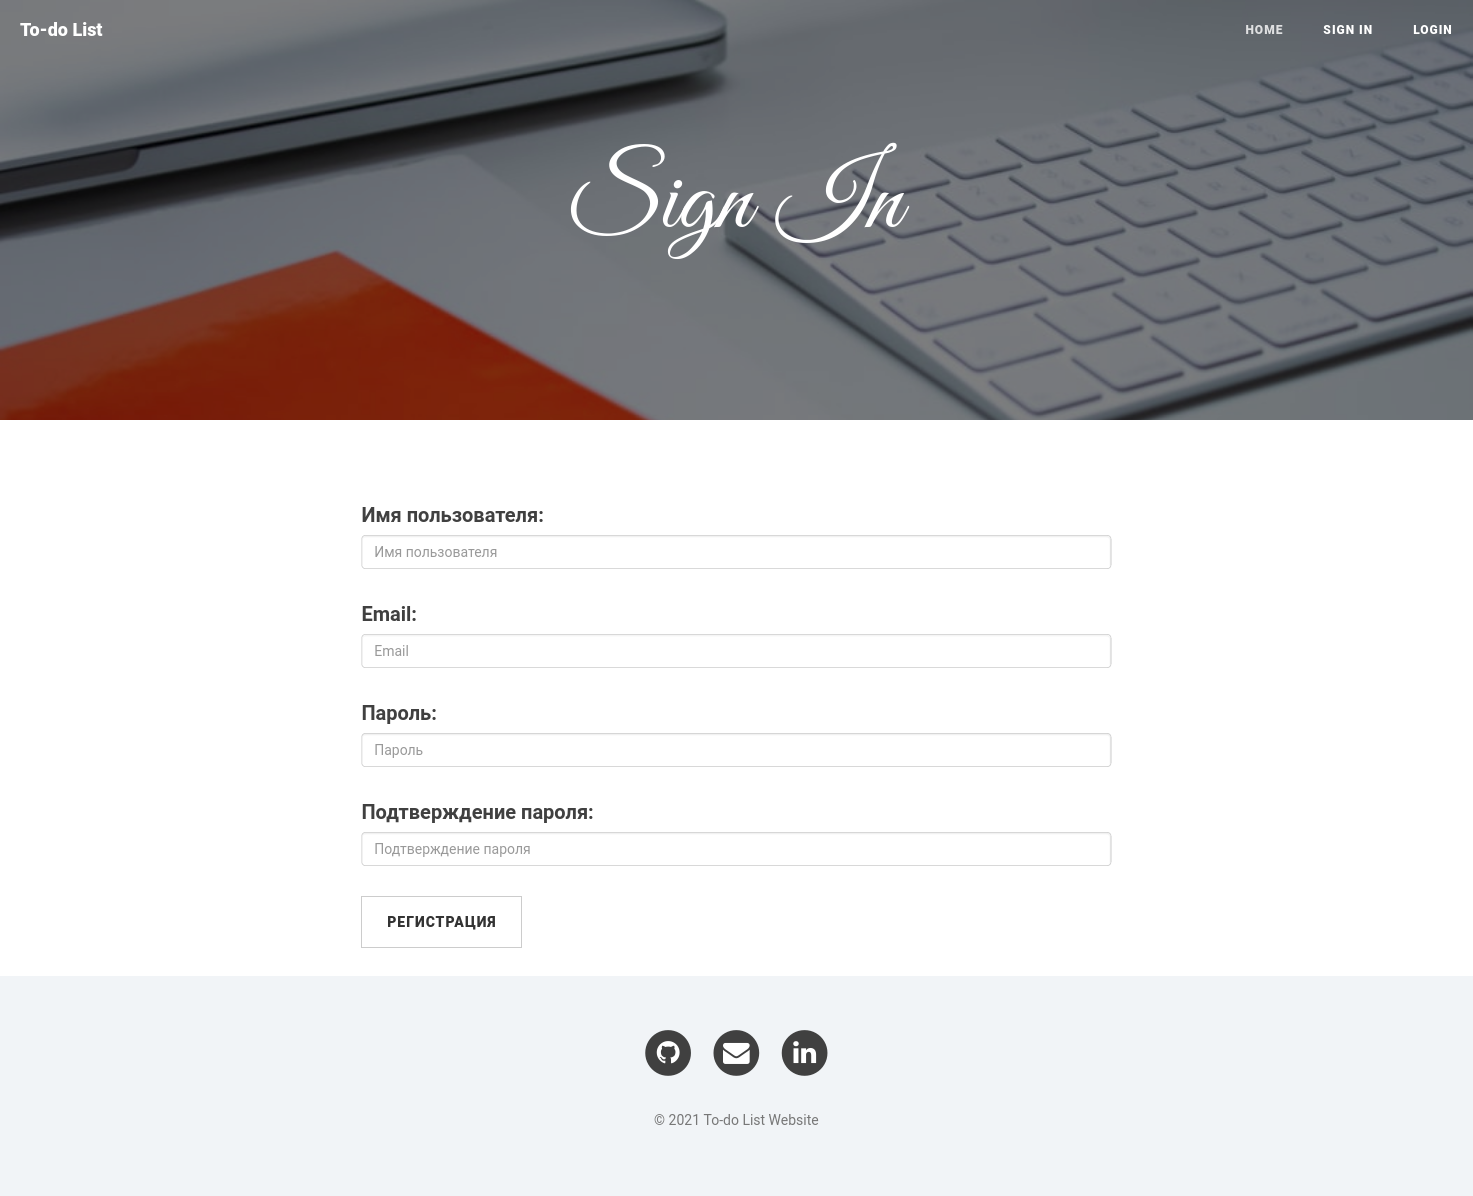 To-do List
HOME
SIGN IN
LOGIN
Sign In
Имя пользователя:
Имя пользователя
Email:
Email
Пароль:
Пароль
Подтверждение пароля:
Подтверждение пароля
РЕГИСТРАЦИЯ
© 2021 To-do List Website